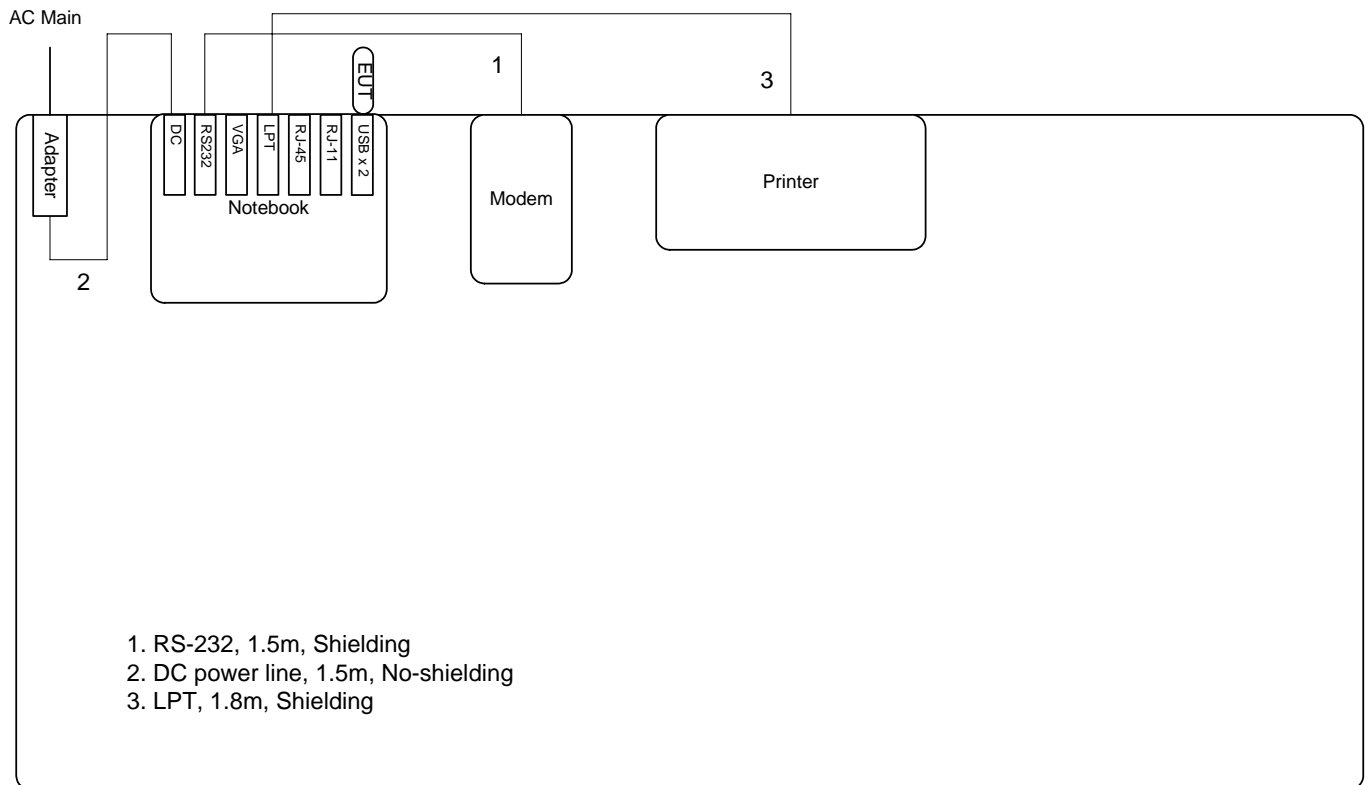 AC Main
1
3
EUT
Adapter
DC
RS232
VGA
LPT
RJ-45
RJ-11
USB x 2
Notebook
Modem
Printer
2
1. RS-232, 1.5m, Shielding
2. DC power line, 1.5m, No-shielding
3. LPT, 1.8m, Shielding